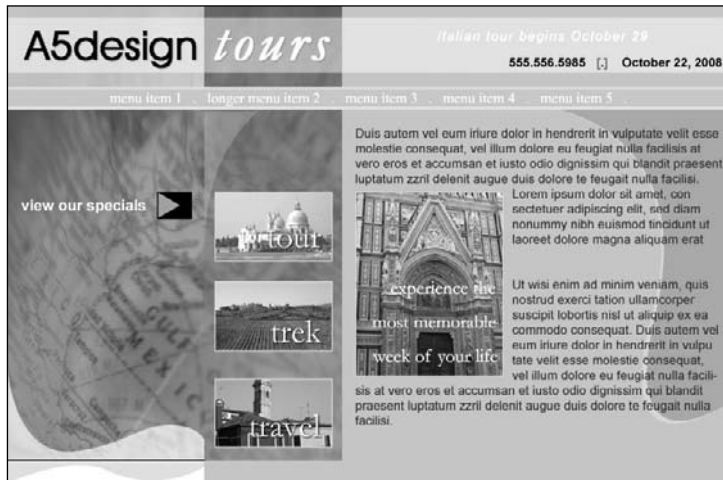 A5design tours
Italian tour begins October 29
555.556.5985 [.] October 22, 2008
menu item 1 . longer menu item 2 . menu item 3 . menu item 4 . menu item 5 .
view our specials
tour
trek
travel
GULF
MEXIC
Duis autem vel eum iriure dolor in hendrerit in vulputate velit esse
molestie consequat, vel illum dolore eu feugiat nulla facilisis at
vero eros et accumsan et iusto odio dignissim qui blandit praesent
luptatum zzril delenit augue duis dolore te feugait nulla facilisi.
Lorem ipsum dolor sit amet, con
sectetuer adipiscing elit, sed diam
nonummy nibh euismod tincidunt ut
laoreet dolore magna aliquam erat
experience the
most memorable
week of your life
Ut wisi enim ad minim veniam, quis
nostrud exerci tation ullamcorper
suscipit lobortis nisl ut aliquip ex ea
commodo consequat. Duis autem vel
eum iriure dolor in hendrerit in vulpu
tate velit esse molestie consequat,
vel illum dolore eu feugiat nulla facili-
sis at vero eros et accumsan et iusto odio dignissim qui blandit
praesent luptatum zzril delenit augue duis dolore te feugait nulla
facilisi.